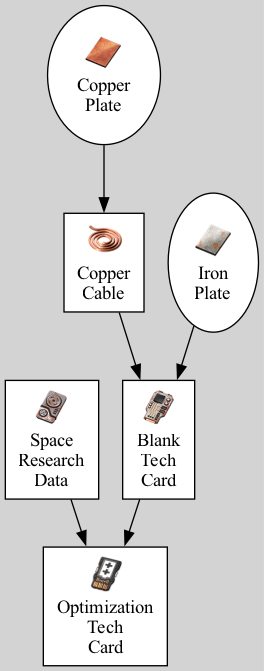 Copper
Plate
Copper
Cable
Iron
Plate
Space
Research
Data
Blank
Tech
Card
Optimization
Tech
Card